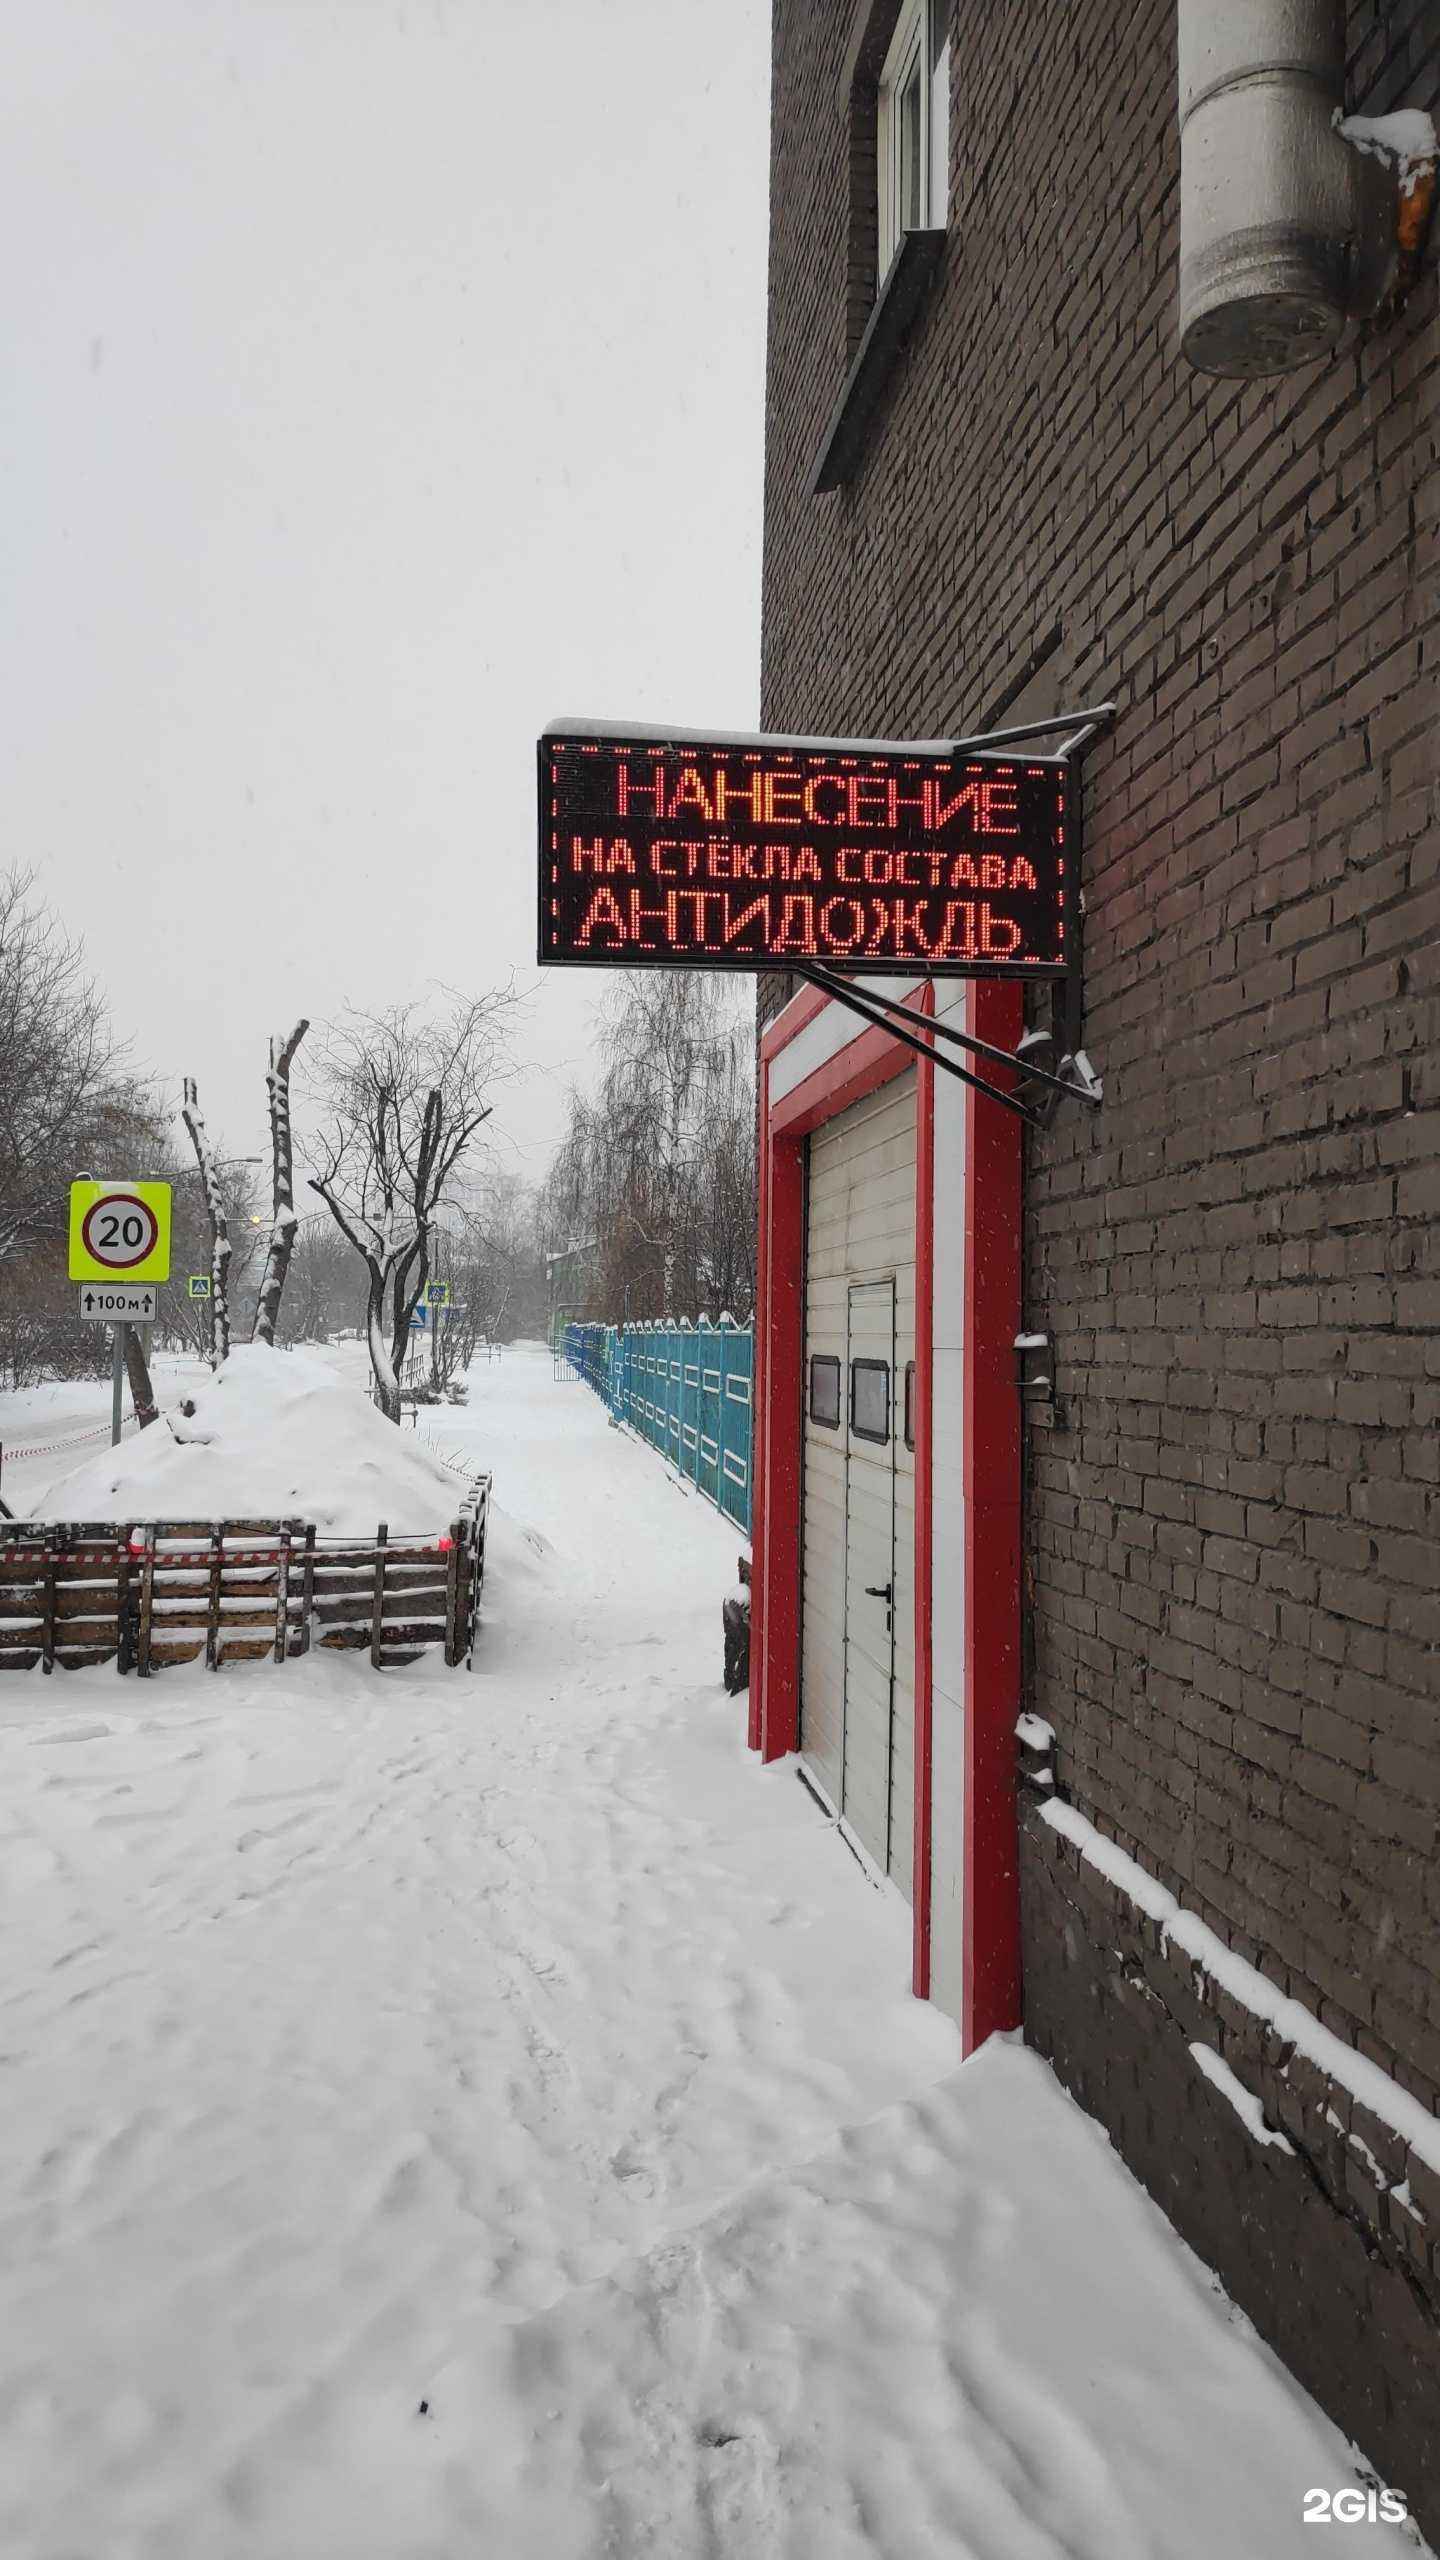 НАНЕСЕНИЕ
НА СТЁКЛА СОСТАВА
АНТИДОЖДЬ
20
100м
2GIS